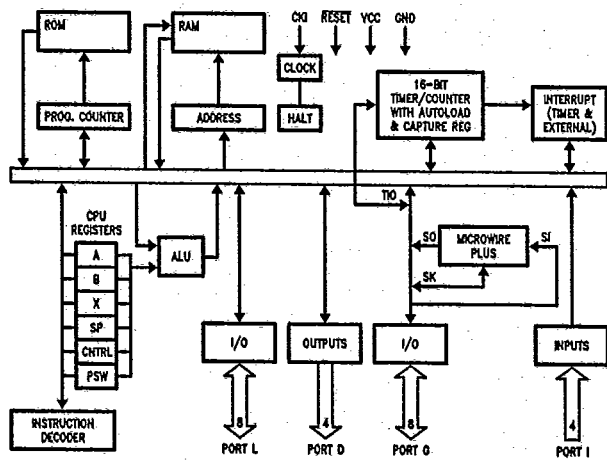 ROM
RAM
CKI
RESET
VCC
GND
CLOCK
HALT
PROG. COUNTER
ADDRESS
16-BIT
TIMER/COUNTER
WITH AUTOLOAD
& CAPTURE REG
INTERRUPT
(TIMER &
EXTERNAL)
TIO
CPU
REGISTERS
A
B
X
SP
CNTRL
PSW
ALU
SO
SK
MICROWIRE
PLUS
SI
I/O
OUTPUTS
I/O
INPUTS
INSTRUCTION
DECODER
8
4
8
4
PORT L
PORT D
PORT G
PORT I